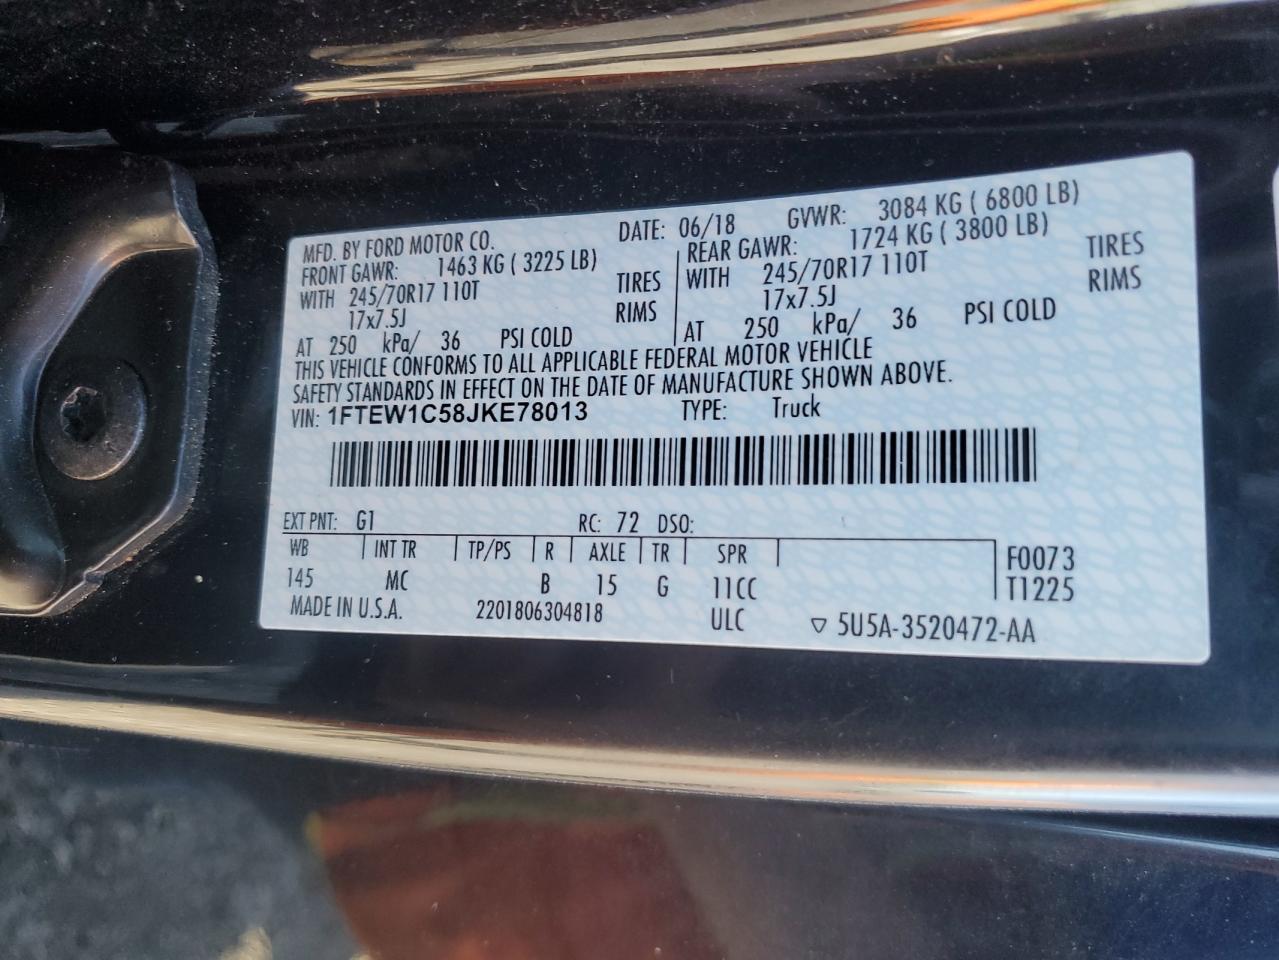 MFD. BY FORD MOTOR CO. DATE: 06/18 GVWR: 3084 KG ( 6800 LB)
FRONT GAWR: 1463 KG ( 3225 LB) REAR GAWR: 1724 KG ( 3800 LB)
WITH 245/70R17 110T TIRES WITH 245/70R17 110T TIRES
17x7.5J RIMS 17x7.5J RIMS
AT 250 kPa/ 36 PSI COLD AT 250 kPa/ 36 PSI COLD
THIS VEHICLE CONFORMS TO ALL APPLICABLE FEDERAL MOTOR VEHICLE
SAFETY STANDARDS IN EFFECT ON THE DATE OF MANUFACTURE SHOWN ABOVE.
VIN: 1FTEW1C58JKE78013 TYPE: Truck
EXT PNT: G1 RC: 72 DSO:
WB INT TR TP/PS R AXLE TR SPR F0073
145 MC B 15 G 11CC T1225
MADE IN U.S.A. 2201806304818 ULC ▽ 5U5A-3520472-AA